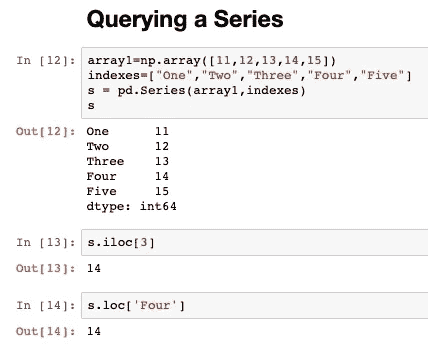 Querying a Series
In [12]: array1=np.array([11,12,13,14,15])
indexes=["One","Two","Three","Four","Five"]
s = pd.Series(array1,indexes)
s
Out[12]: One 11
Two 12
Three 13
Four 14
Five 15
dtype: int64
In [13]: s.iloc[3]
Out[13]: 14
In [14]: s.loc['Four']
Out[14]: 14